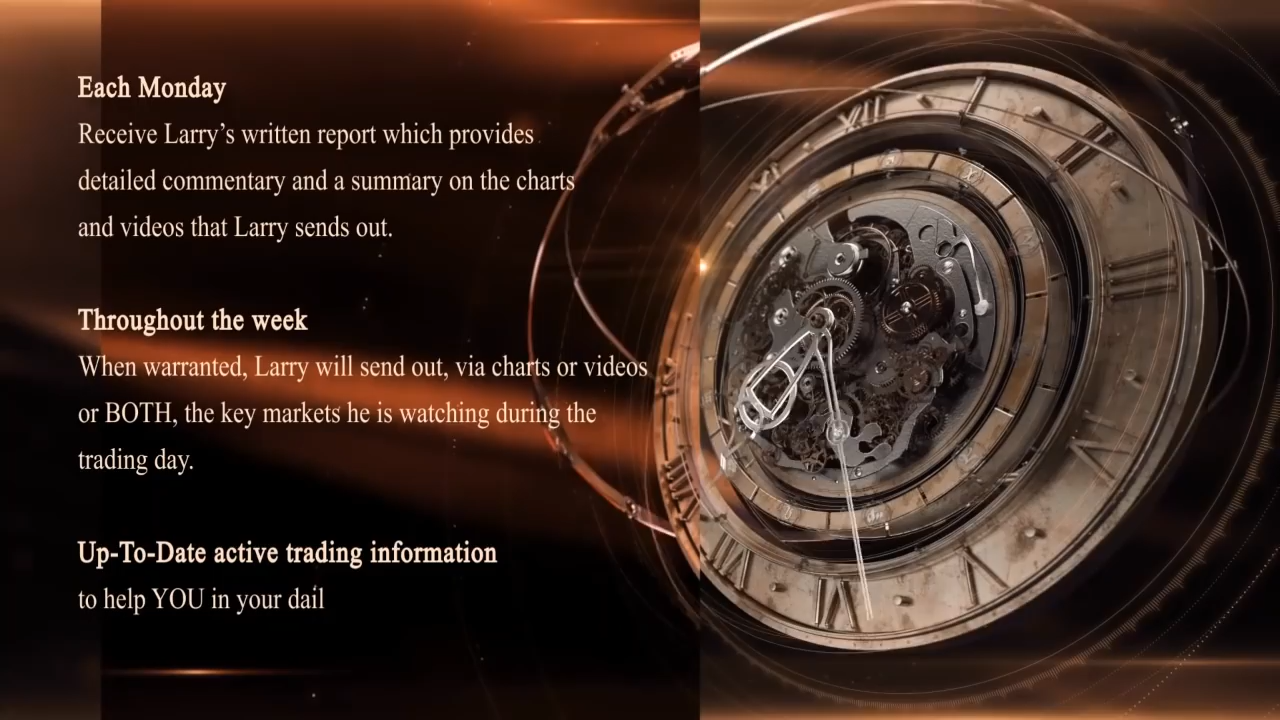 Each Monday
Receive Larry’s written report which provides
detailed commentary and a summary on the charts
and videos that Larry sends out.
Throughout the week
When warranted, Larry will send out, via charts or videos
or BOTH, the key markets he is watching during the
trading day.
Up-To-Date active trading information
to help YOU in your dail